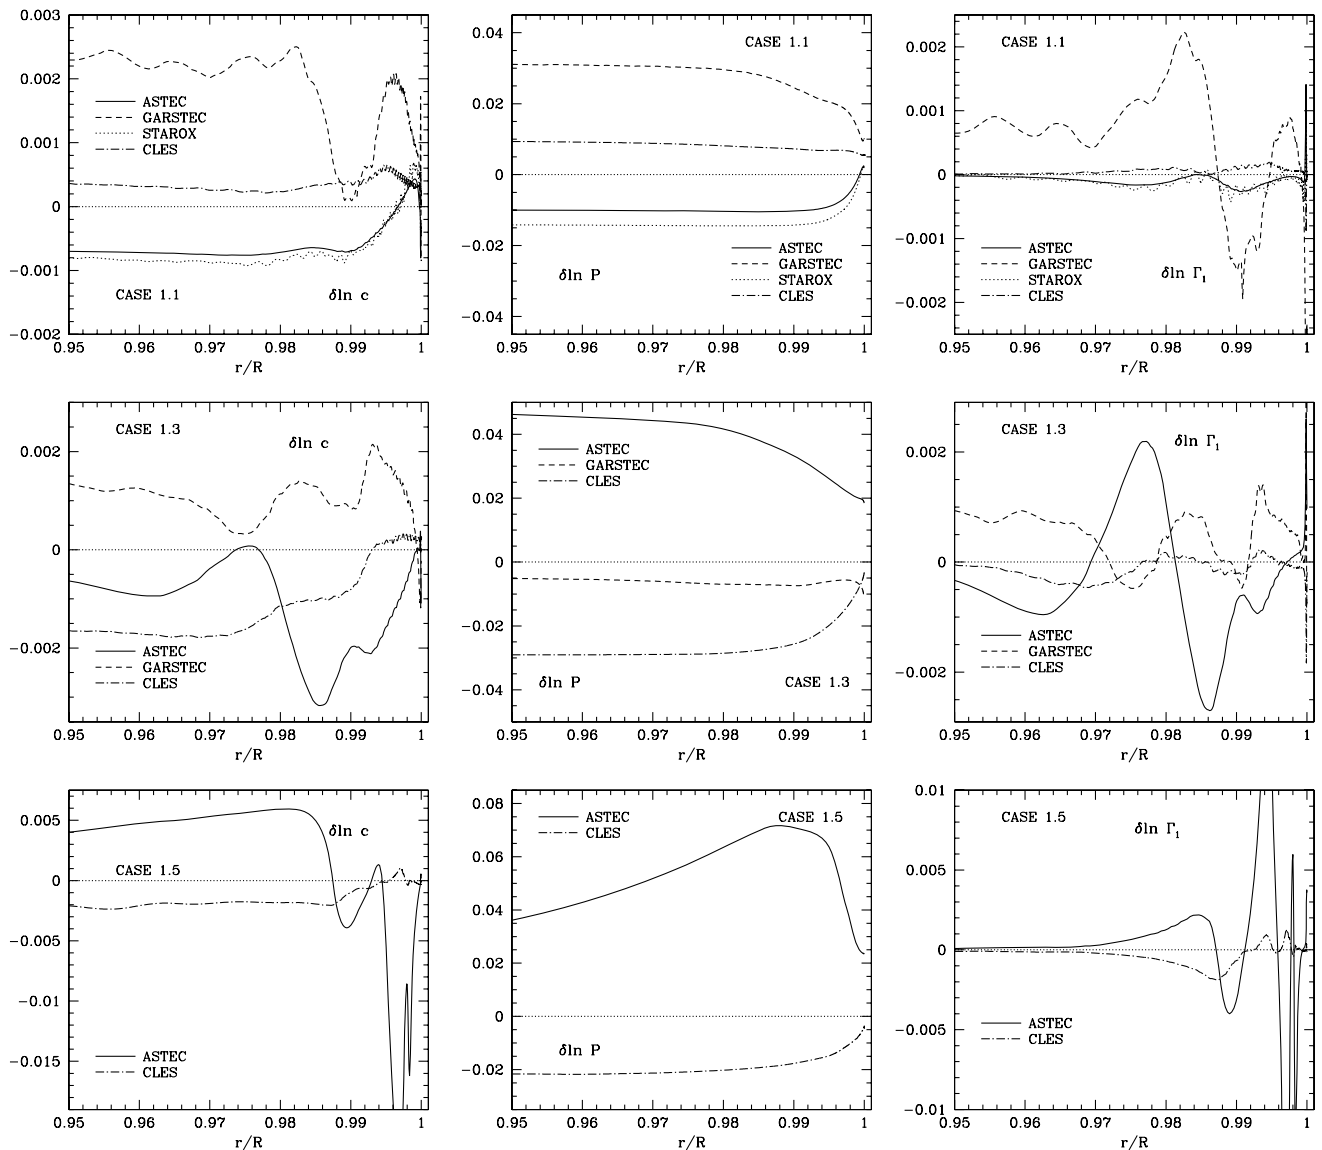 0.003
0.002
0.001
0
−0.001
−0.002
ASTEC
GARSTEC
STAROX
CLES
CASE 1.1
δln c
0.95 0.96 0.97 0.98 0.99 1
r/R
0.04
0.02
0
−0.02
−0.04
CASE 1.1
ASTEC
GARSTEC
STAROX
CLES
δln P
0.95 0.96 0.97 0.98 0.99 1
r/R
0.002
0.001
0
−0.001
−0.002
CASE 1.1
ASTEC
GARSTEC
STAROX
CLES
δln Γ1
0.95 0.96 0.97 0.98 0.99 1
r/R
0.002
0
−0.002
CASE 1.3
δln c
ASTEC
GARSTEC
CLES
0.95 0.96 0.97 0.98 0.99 1
r/R
0.04
0.02
0
−0.02
−0.04
ASTEC
GARSTEC
CLES
δln P
CASE 1.3
0.95 0.96 0.97 0.98 0.99 1
r/R
0.002
0
−0.002
CASE 1.3
δln Γ1
ASTEC
GARSTEC
CLES
0.95 0.96 0.97 0.98 0.99 1
r/R
0.005
0
−0.005
−0.01
−0.015
δln c
CASE 1.5
ASTEC
CLES
0.95 0.96 0.97 0.98 0.99 1
r/R
0.08
0.06
0.04
0.02
0
−0.02
ASTEC
CLES
CASE 1.5
δln P
0.95 0.96 0.97 0.98 0.99 1
r/R
0.01
0.005
0
−0.005
−0.01
CASE 1.5
δln Γ1
ASTEC
CLES
0.95 0.96 0.97 0.98 0.99 1
r/R